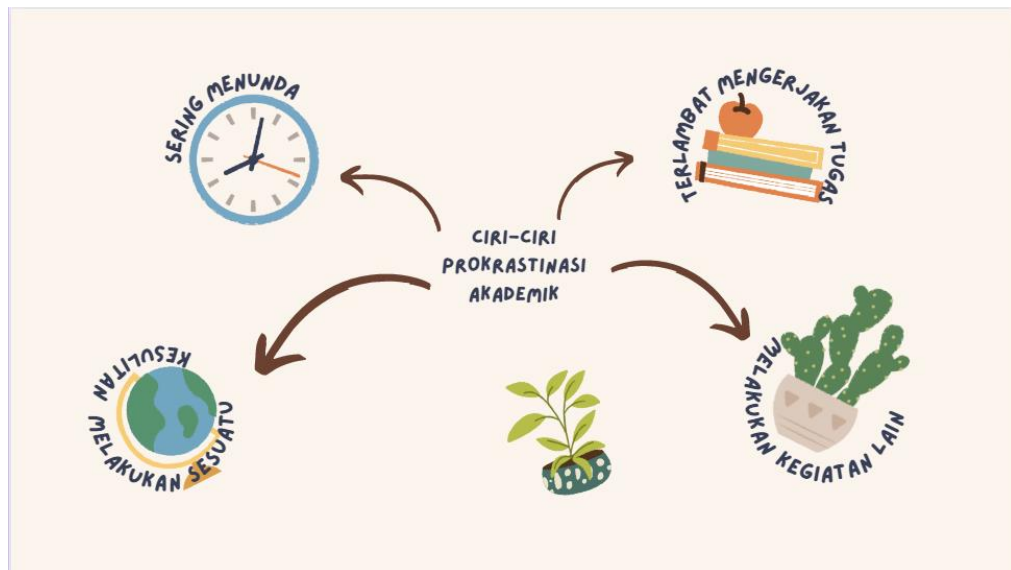 SERING MENUNDA
TERLAMBAT MENGERJAKAN TUGAS
CIRI-CIRI
PROKRASTINASI
AKADEMIK
KESULITAN MELAKUKAN SESUATU
MELAKUKAN KEGIATAN LAIN